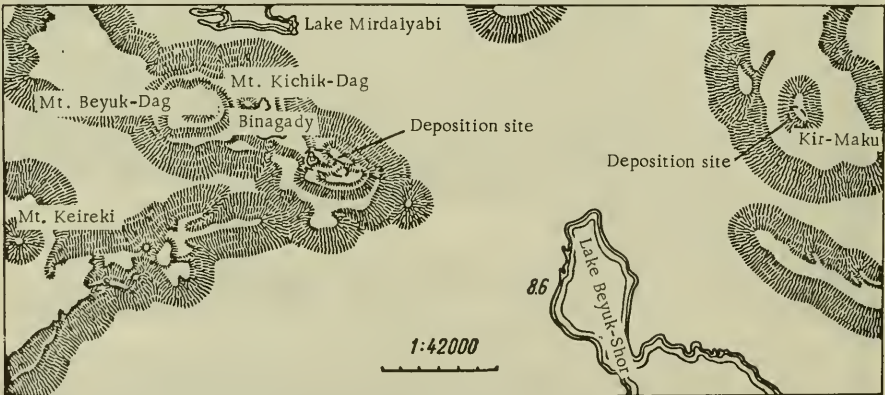 Lake Mirdalyabi
Mt. Kichik-Dag
Mt. Beyuk-Dag
Binagady
Deposition site
Kir-Maku
Deposition site
Mt. Keireki
Lake Beyuk-Shor
8.6
1:42000